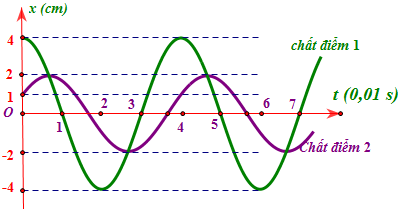 x (cm)
4
chất điểm 1
2
t (0,01 s)
1
O
1 2 3 4 5 6 7
-2
Chất điểm 2
-4